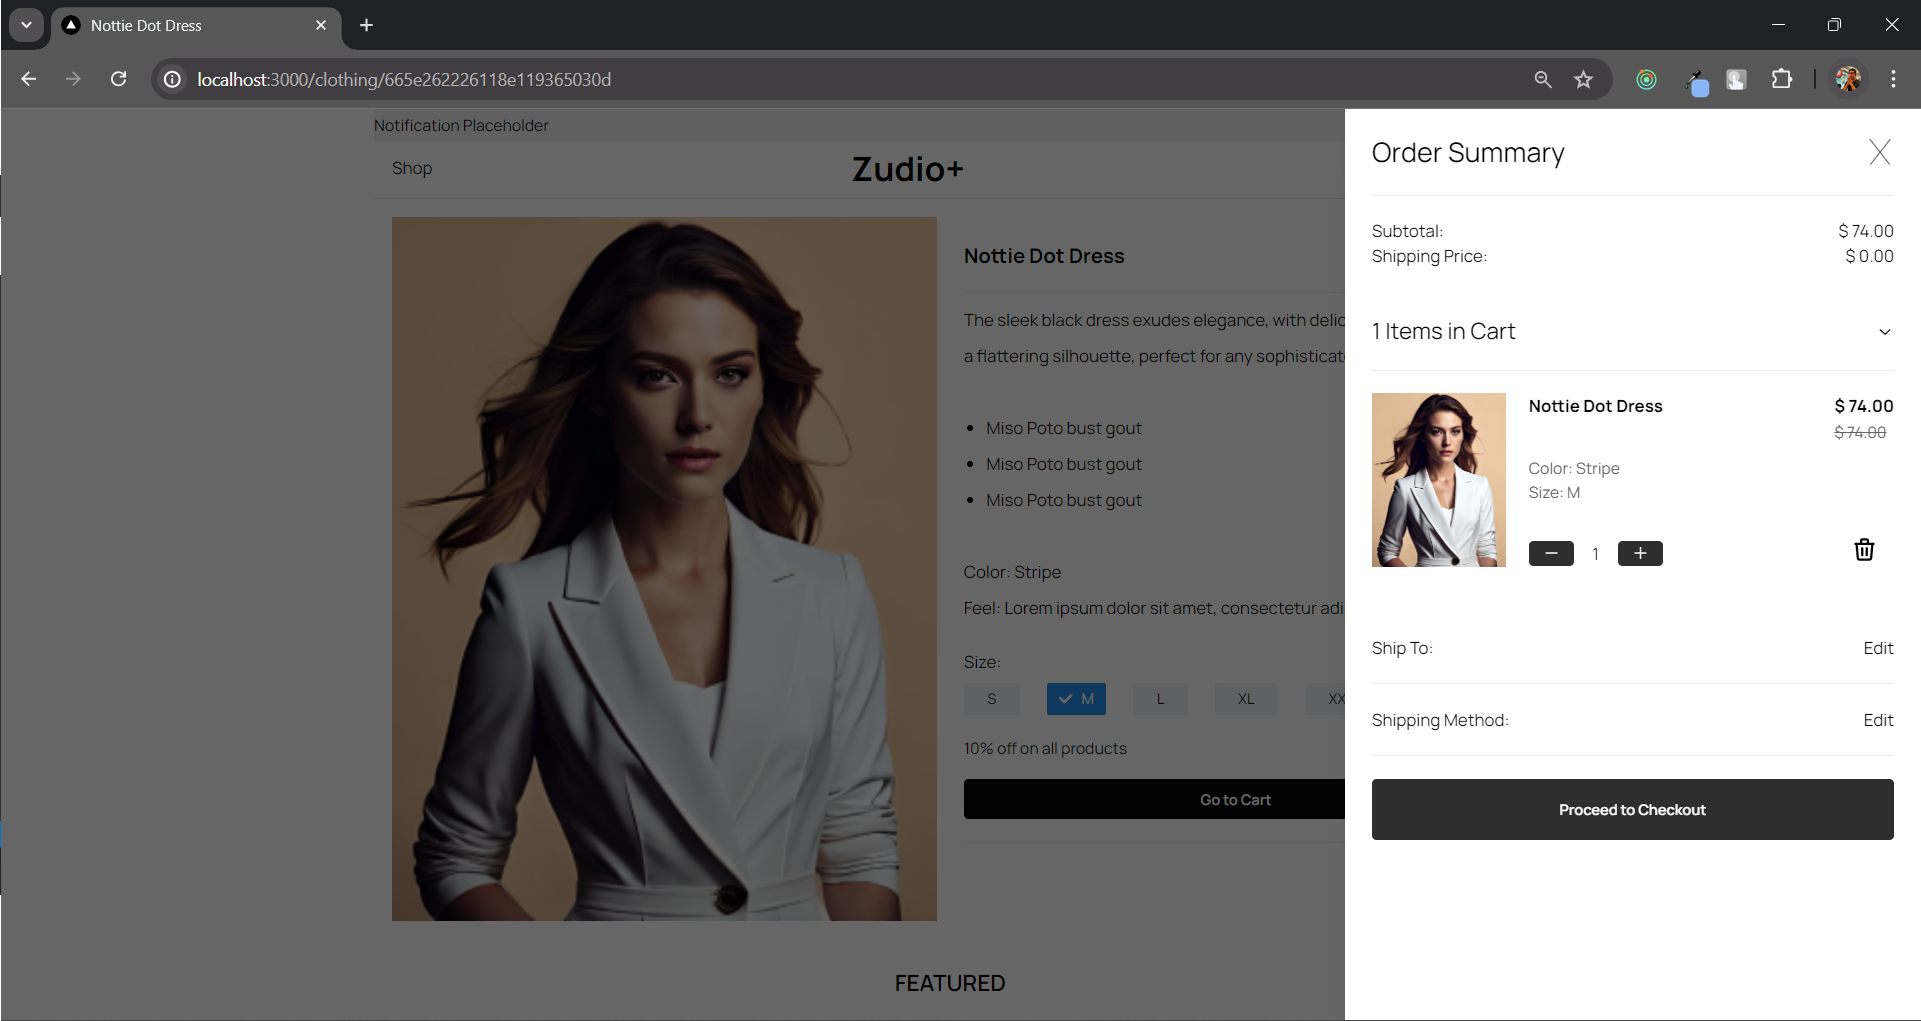 Nottie Dot Dress
localhost:3000/clothing/665e262226118e119365030d
Notification Placeholder
Shop
Zudio+
Nottie Dot Dress
The sleek black dress exudes elegance, with delic
a flattering silhouette, perfect for any sophisticat
Miso Poto bust gout
Miso Poto bust gout
Miso Poto bust gout
Color: Stripe
Feel: Lorem ipsum dolor sit amet, consectetur adi
Size:
S M L XL XX
10% off on all products
Go to Cart
FEATURED
Order Summary
Subtotal: $ 74.00
Shipping Price: $ 0.00
1 Items in Cart
Nottie Dot Dress $ 74.00
$ 74.00
Color: Stripe
Size: M
1
Ship To: Edit
Shipping Method: Edit
Proceed to Checkout